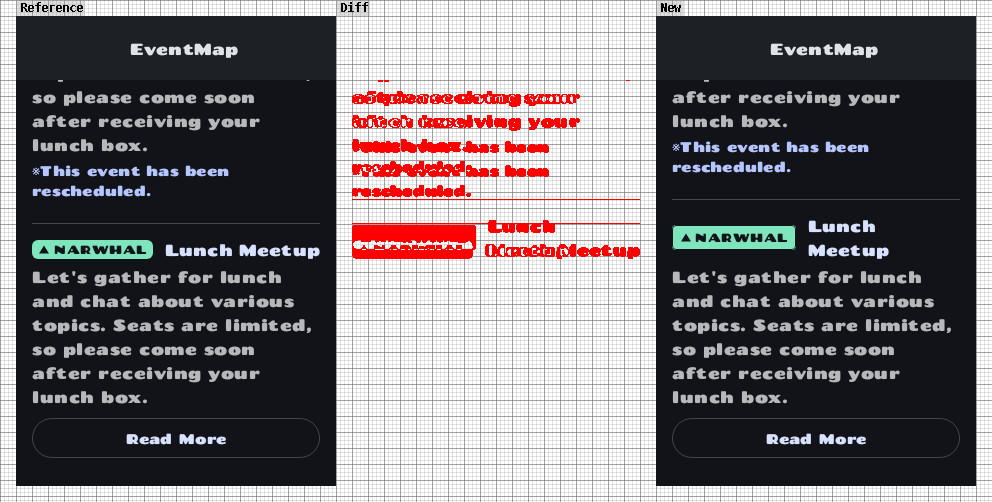 Reference
EventMap
so please come soon
after receiving your
lunch box.
※This event has been
rescheduled.
NARWHAL Lunch Meetup
Let's gather for lunch
and chat about various
topics. Seats are limited,
so please come soon
after receiving your
lunch box.
Read More
Diff
Lunch
Meetup
New
EventMap
after receiving your
lunch box.
※This event has been
rescheduled.
NARWHAL Lunch
Meetup
Let's gather for lunch
and chat about various
topics. Seats are limited,
so please come soon
after receiving your
lunch box.
Read More